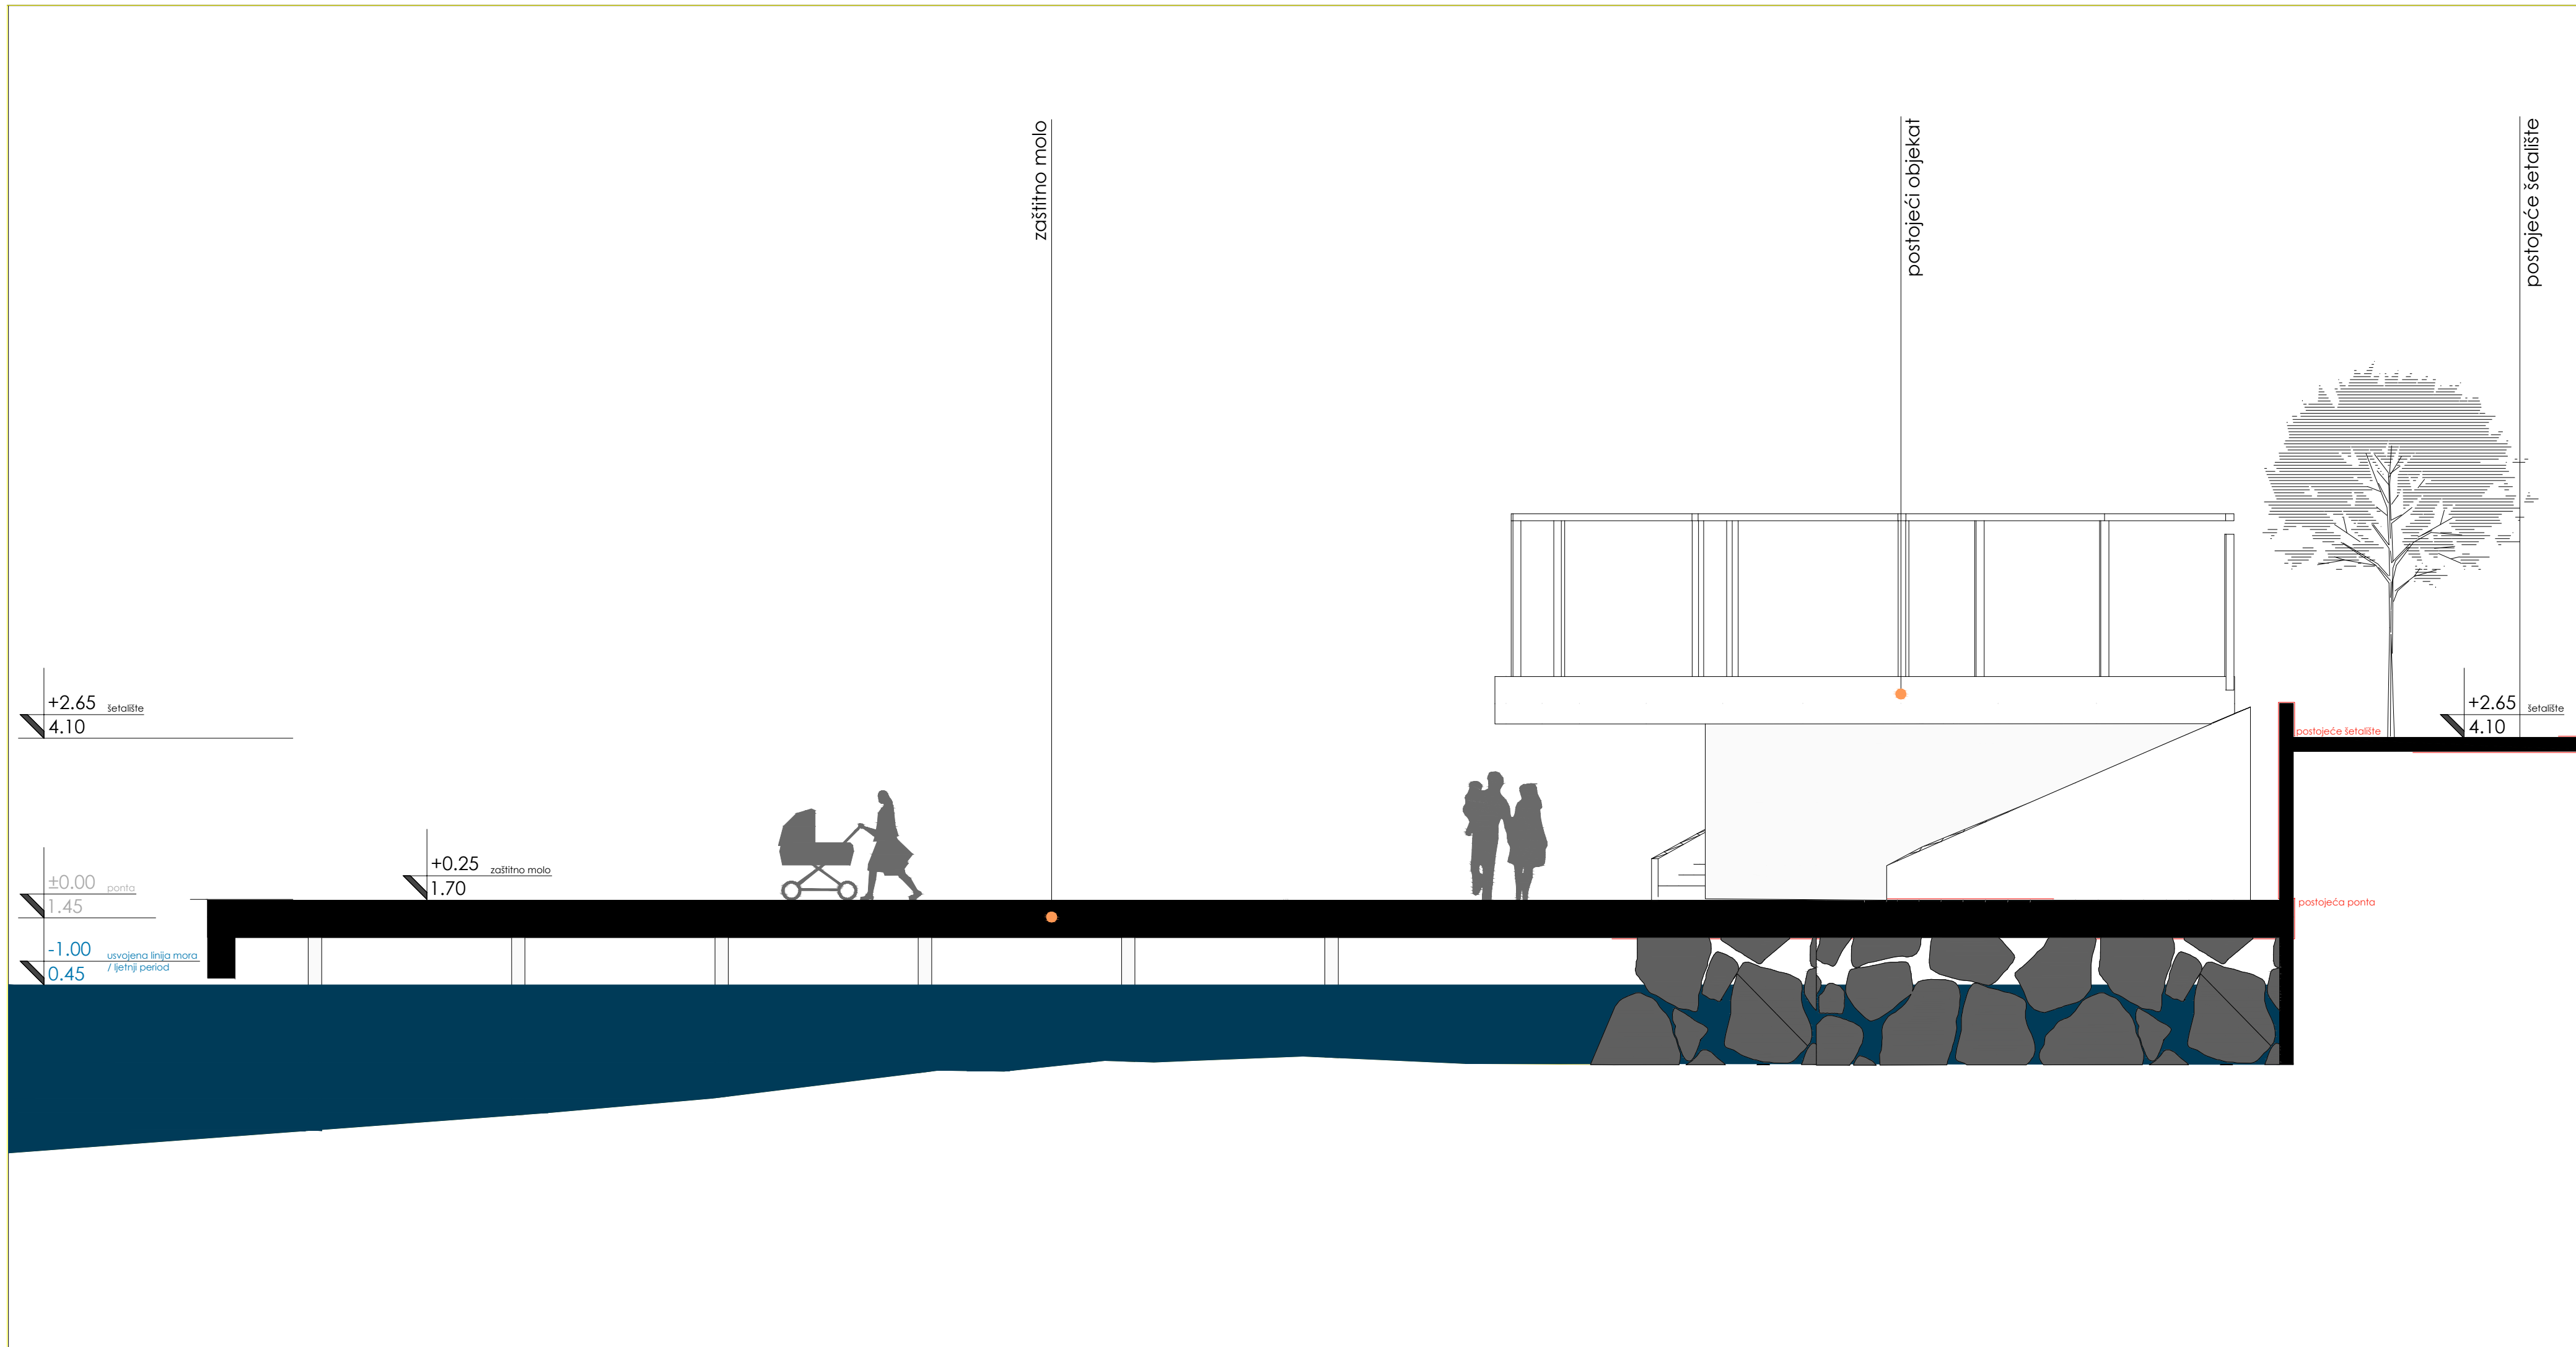 zaštitno molo
postojeći objekat
postojeće šetalište
+2.65 šetalište
4.10
+2.65 šetalište
4.10
postojeće šetalište
+0.25 zaštitno molo
1.70
±0.00 ponta
1.45
postojeća ponta
-1.00 usvojena linija mora
/ ljetnji period
0.45